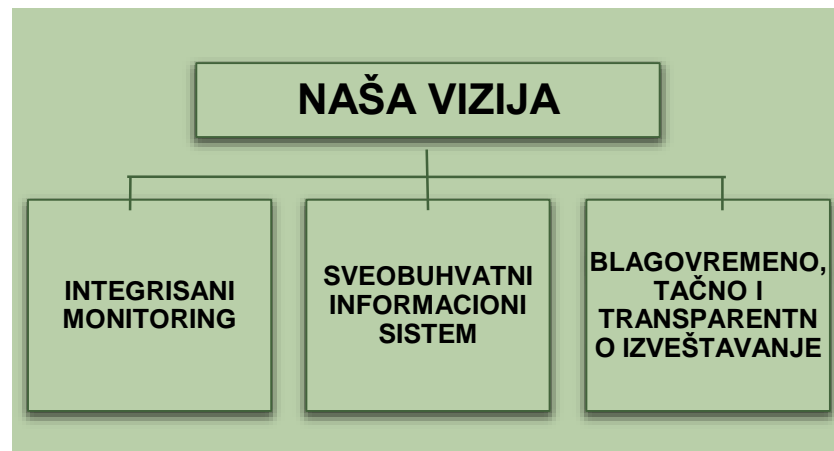 NAŠA VIZIJA
INTEGRISANI
MONITORING
SVEOBUHVATNI
INFORMACIONI
SISTEM
BLAGOVREMENO,
TAČNO I
TRANSPARENTN
O IZVEŠTAVANJE